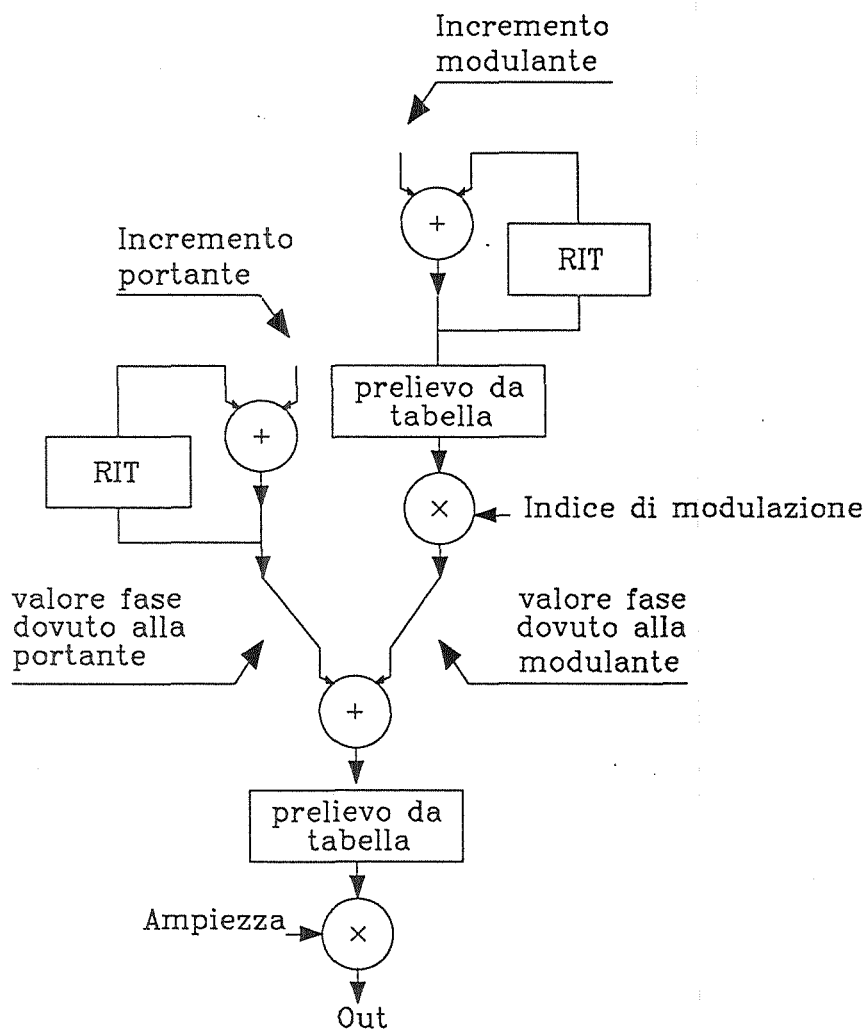 Incremento
modulante
+
RIT
Incremento
portante
prelievo da
tabella
+
RIT
×
Indice di modulazione
valore fase
dovuto alla
portante
valore fase
dovuto alla
modulante
+
prelievo da
tabella
Ampiezza
×
Out